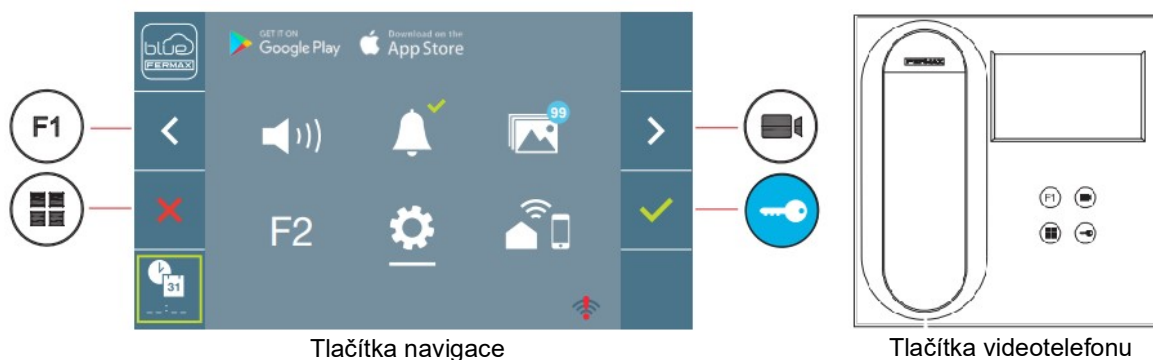 blue
FERMAX
GET IT ON
Google Play
Download on the
App Store
FERMAX
F1
99
F2
31
--:--
F1
Tlačítka navigace
Tlačítka videotelefonu